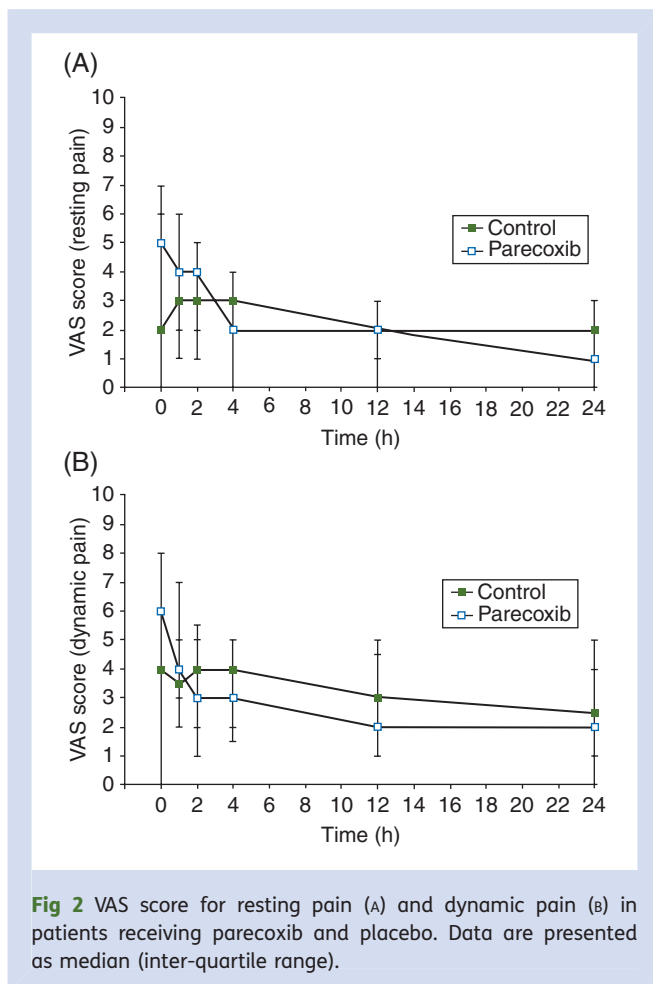 (A)
10
9
8
7
6
5
4
3
2
1
0
VAS score (resting pain)
Control
Parecoxib
0 2 4 6 8 10 12 14 16 18 20 22 24
Time (h)
(B)
10
9
8
7
6
5
4
3
2
1
0
VAS score (dynamic pain)
Control
Parecoxib
0 2 4 6 8 10 12 14 16 18 20 22 24
Time (h)
Fig 2 VAS score for resting pain (A) and dynamic pain (B) in
patients receiving parecoxib and placebo. Data are presented
as median (inter-quartile range).